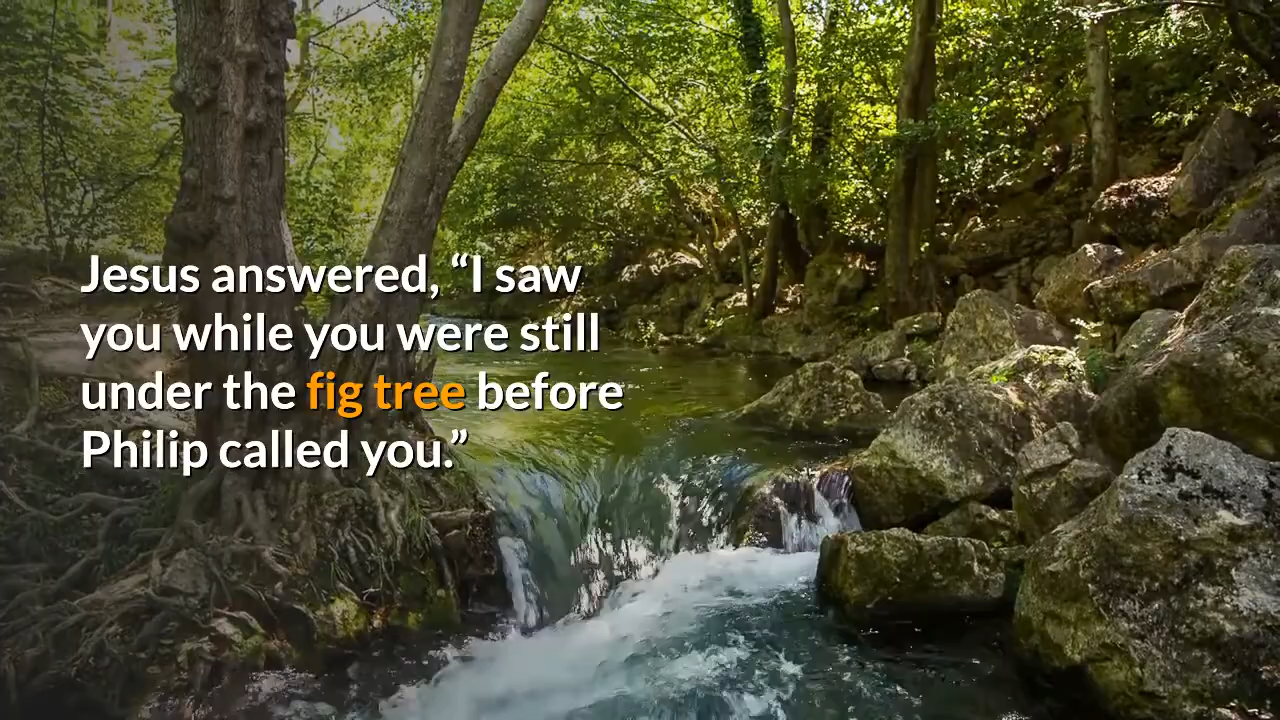 Jesus answered, “I saw
you while you were still
under the fig tree before
Philip called you.”